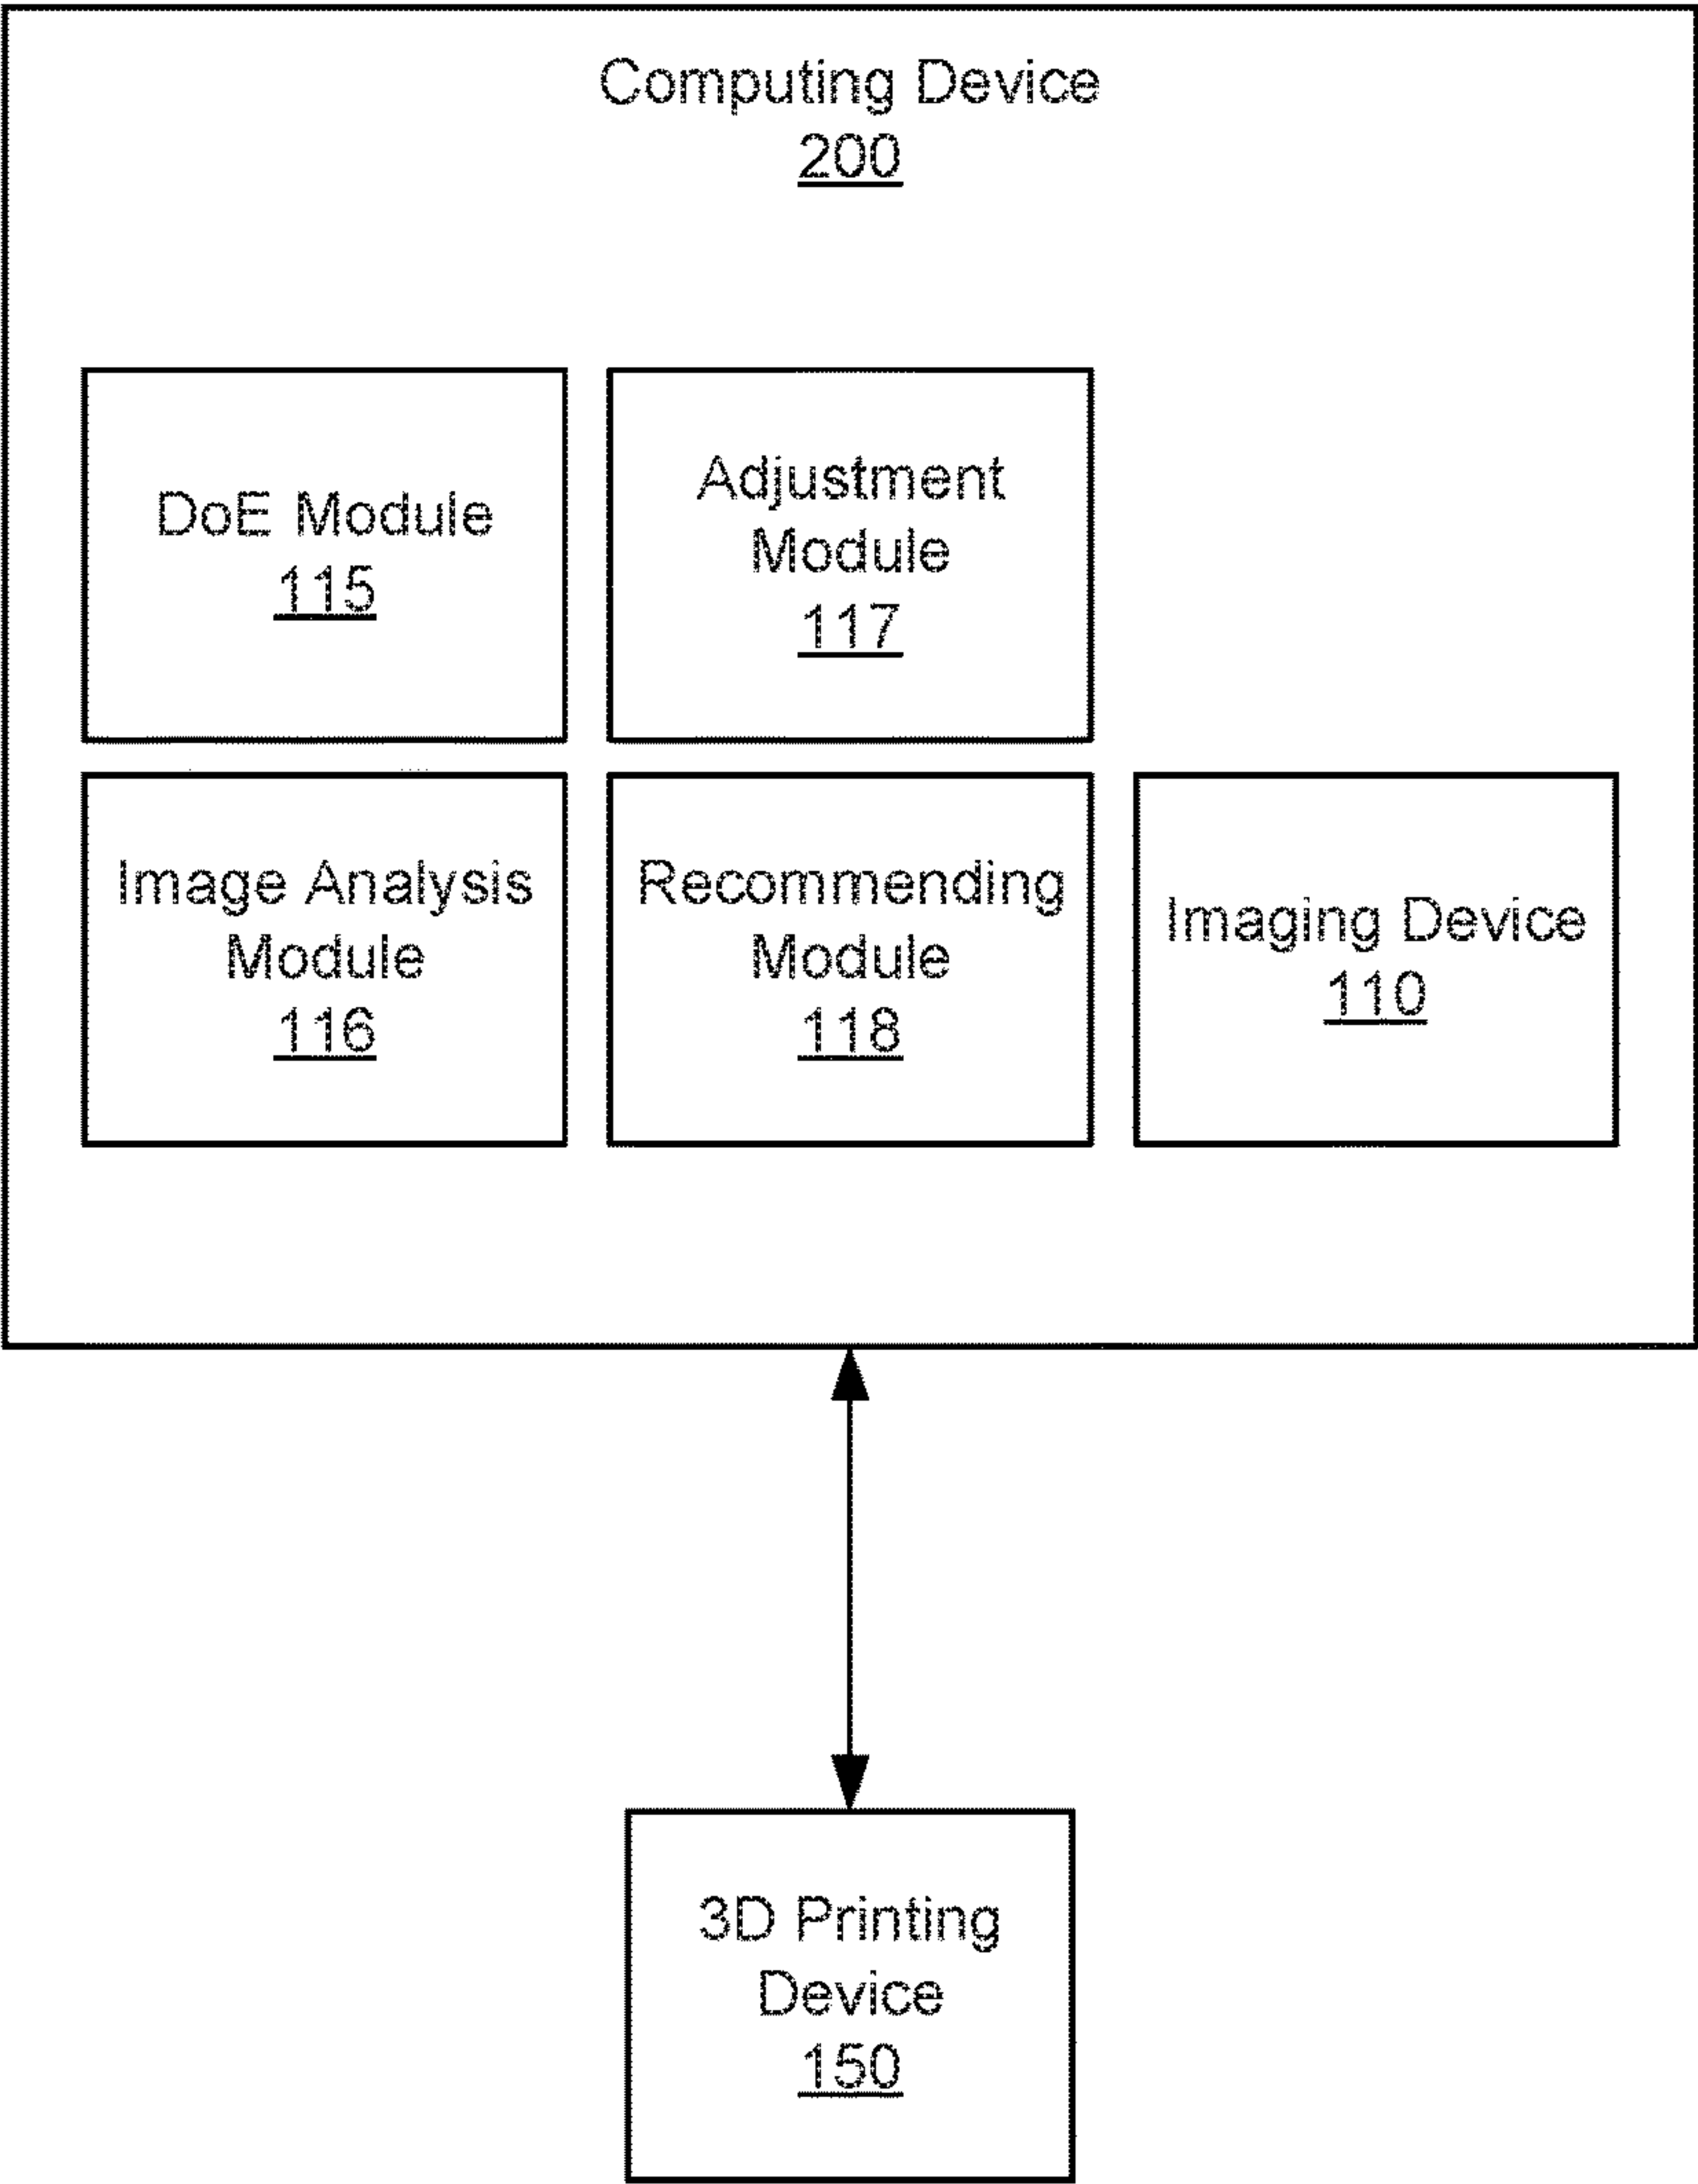 Computing Device
200
DoE Module
115
Adjustment
Module
117
Image Analysis
Module
116
Recommending
Module
118
Imaging Device
110
3D Printing
Device
150